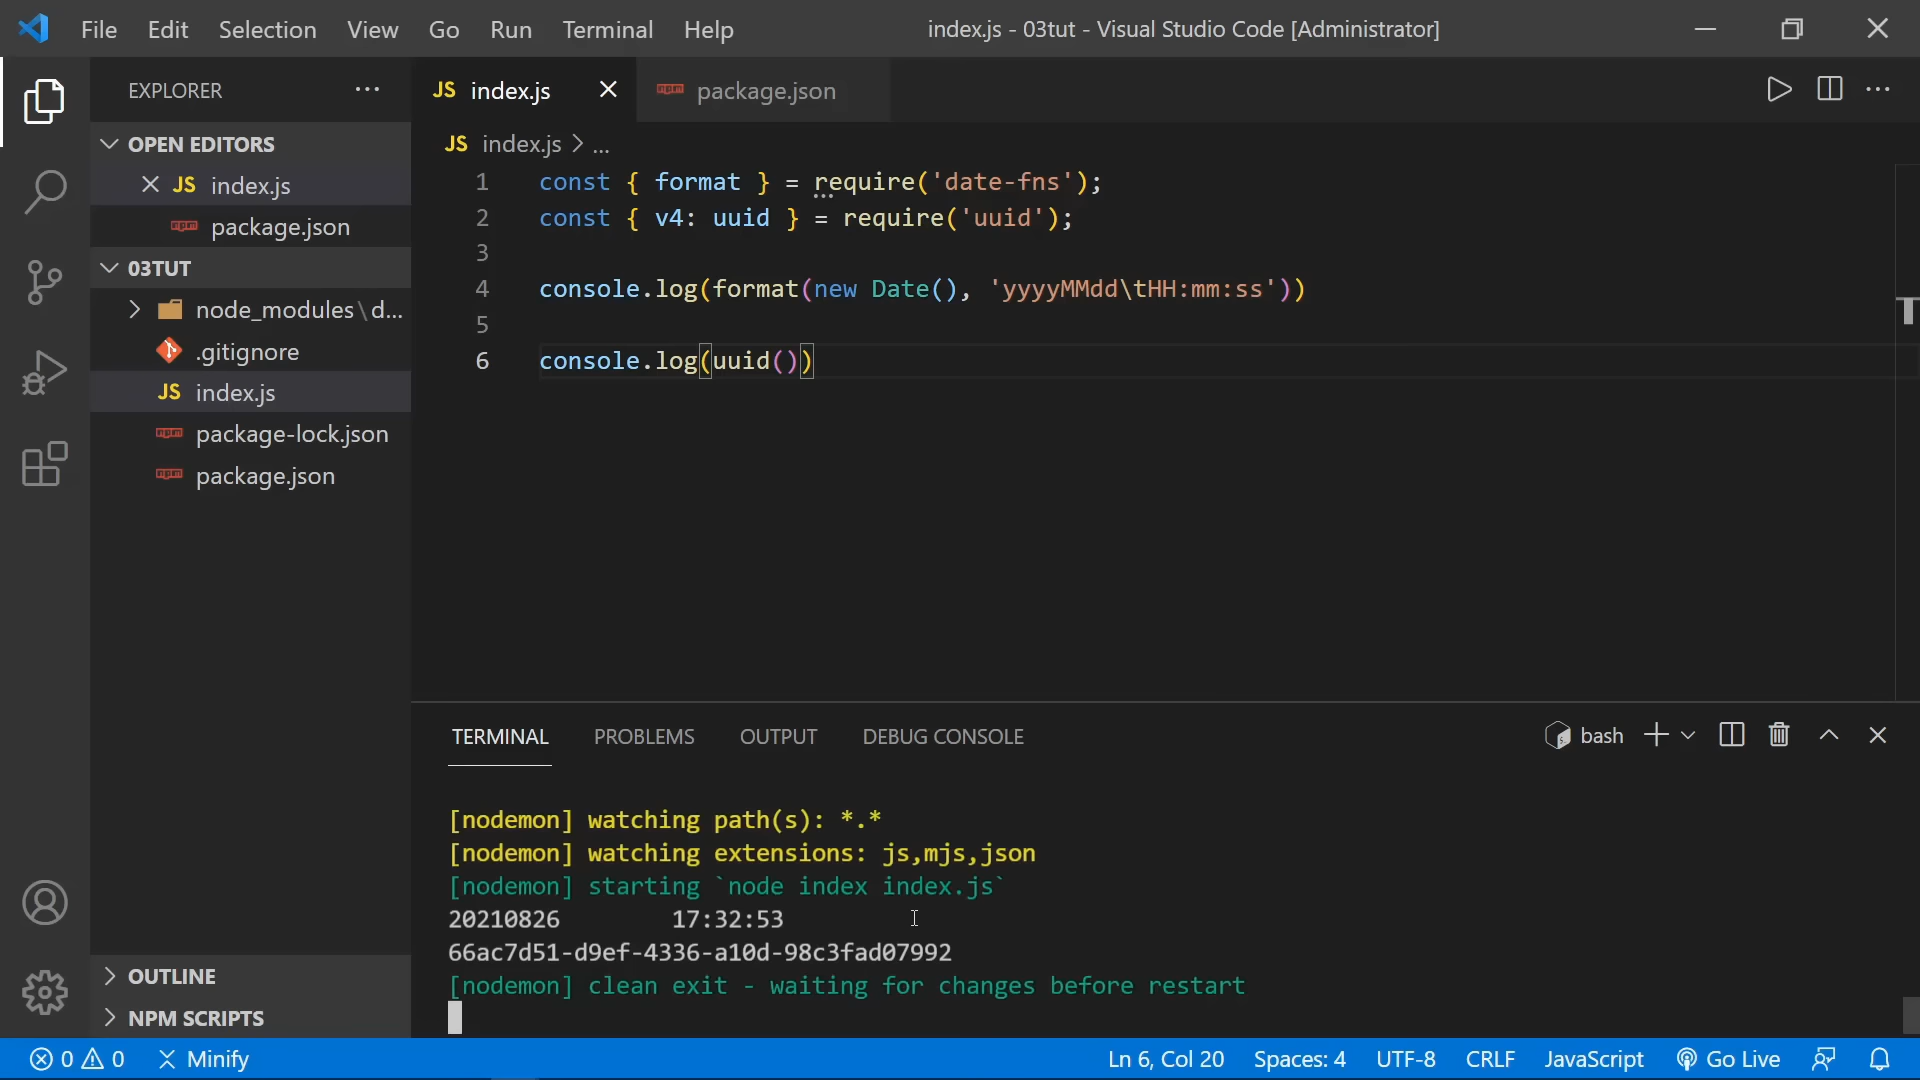 File Edit Selection View Go Run Terminal Help index.js - 03tut - Visual Studio Code [Administrator]
EXPLORER ...
OPEN EDITORS
JS index.js
package.json
03TUT
node_modules\d...
.gitignore
JS index.js
package-lock.json
package.json
OUTLINE
NPM SCRIPTS
JS index.js package.json
JS index.js > ...
1 const { format } = require('date-fns');
2 const { v4: uuid } = require('uuid');
3
4 console.log(format(new Date(), 'yyyyMMdd\tHH:mm:ss'))
5
6 console.log(uuid())
TERMINAL PROBLEMS OUTPUT DEBUG CONSOLE bash
[nodemon] watching path(s): *.*
[nodemon] watching extensions: js,mjs,json
[nodemon] starting `node index index.js`
20210826 17:32:53
66ac7d51-d9ef-4336-a10d-98c3fad07992
[nodemon] clean exit - waiting for changes before restart
0 0 Minify Ln 6, Col 20 Spaces: 4 UTF-8 CRLF JavaScript Go Live